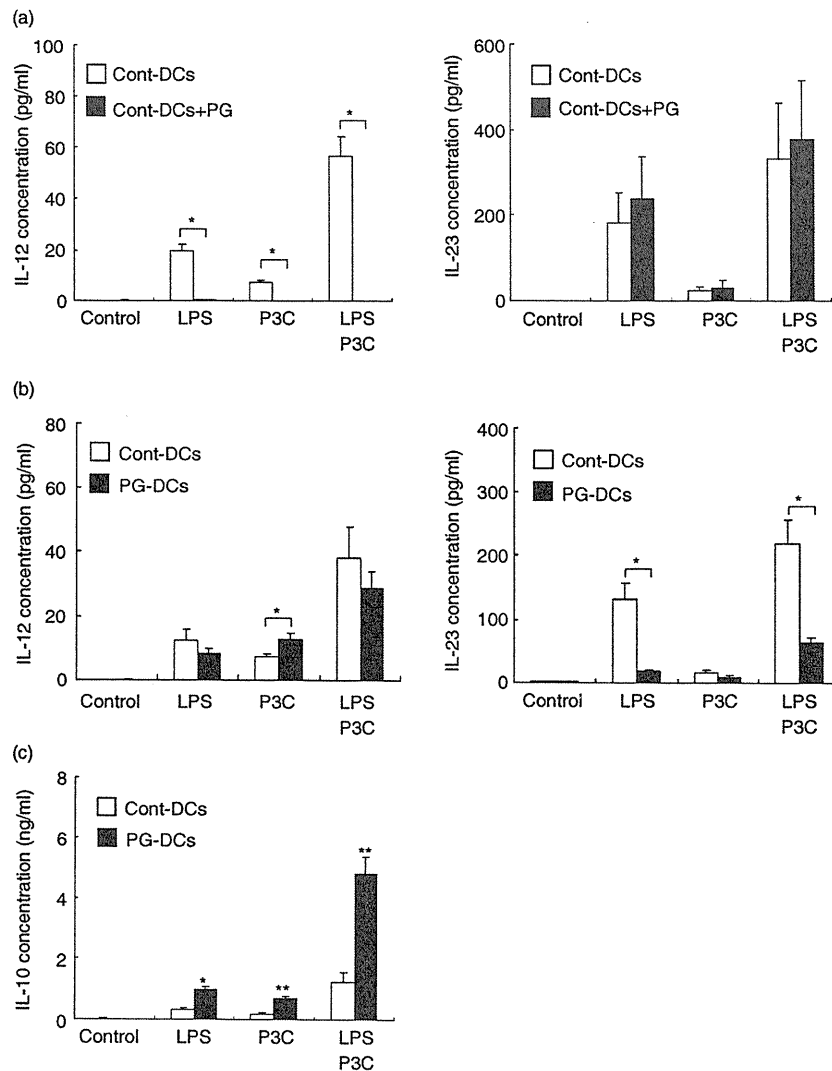 (a)
IL-12 concentration (pg/ml)
100
80
60
40
20
0
Cont-DCs
Cont-DCs+PG
*
*
*
Control
LPS
P3C
LPS
P3C
IL-23 concentration (pg/ml)
600
400
200
0
Cont-DCs
Cont-DCs+PG
Control
LPS
P3C
LPS
P3C
(b)
IL-12 concentration (pg/ml)
80
60
40
20
0
Cont-DCs
PG-DCs
*
Control
LPS
P3C
LPS
P3C
IL-23 concentration (pg/ml)
400
300
200
100
0
Cont-DCs
PG-DCs
*
*
Control
LPS
P3C
LPS
P3C
(c)
IL-10 concentration (ng/ml)
8
6
4
2
0
Cont-DCs
PG-DCs
*
**
**
Control
LPS
P3C
LPS
P3C